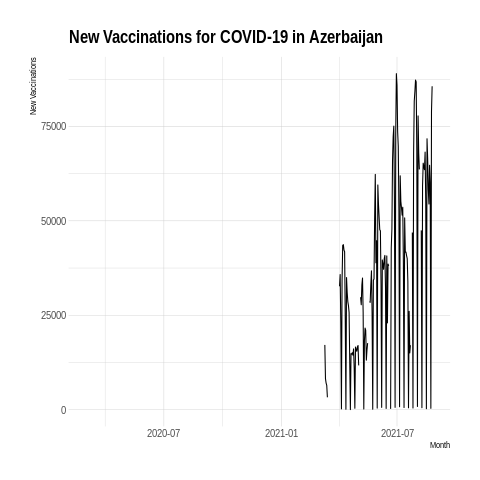 New Vaccinations for COVID-19 in Azerbaijan
New Vaccinations
75000
50000
25000
0
2020-07 2021-01 2021-07
Month